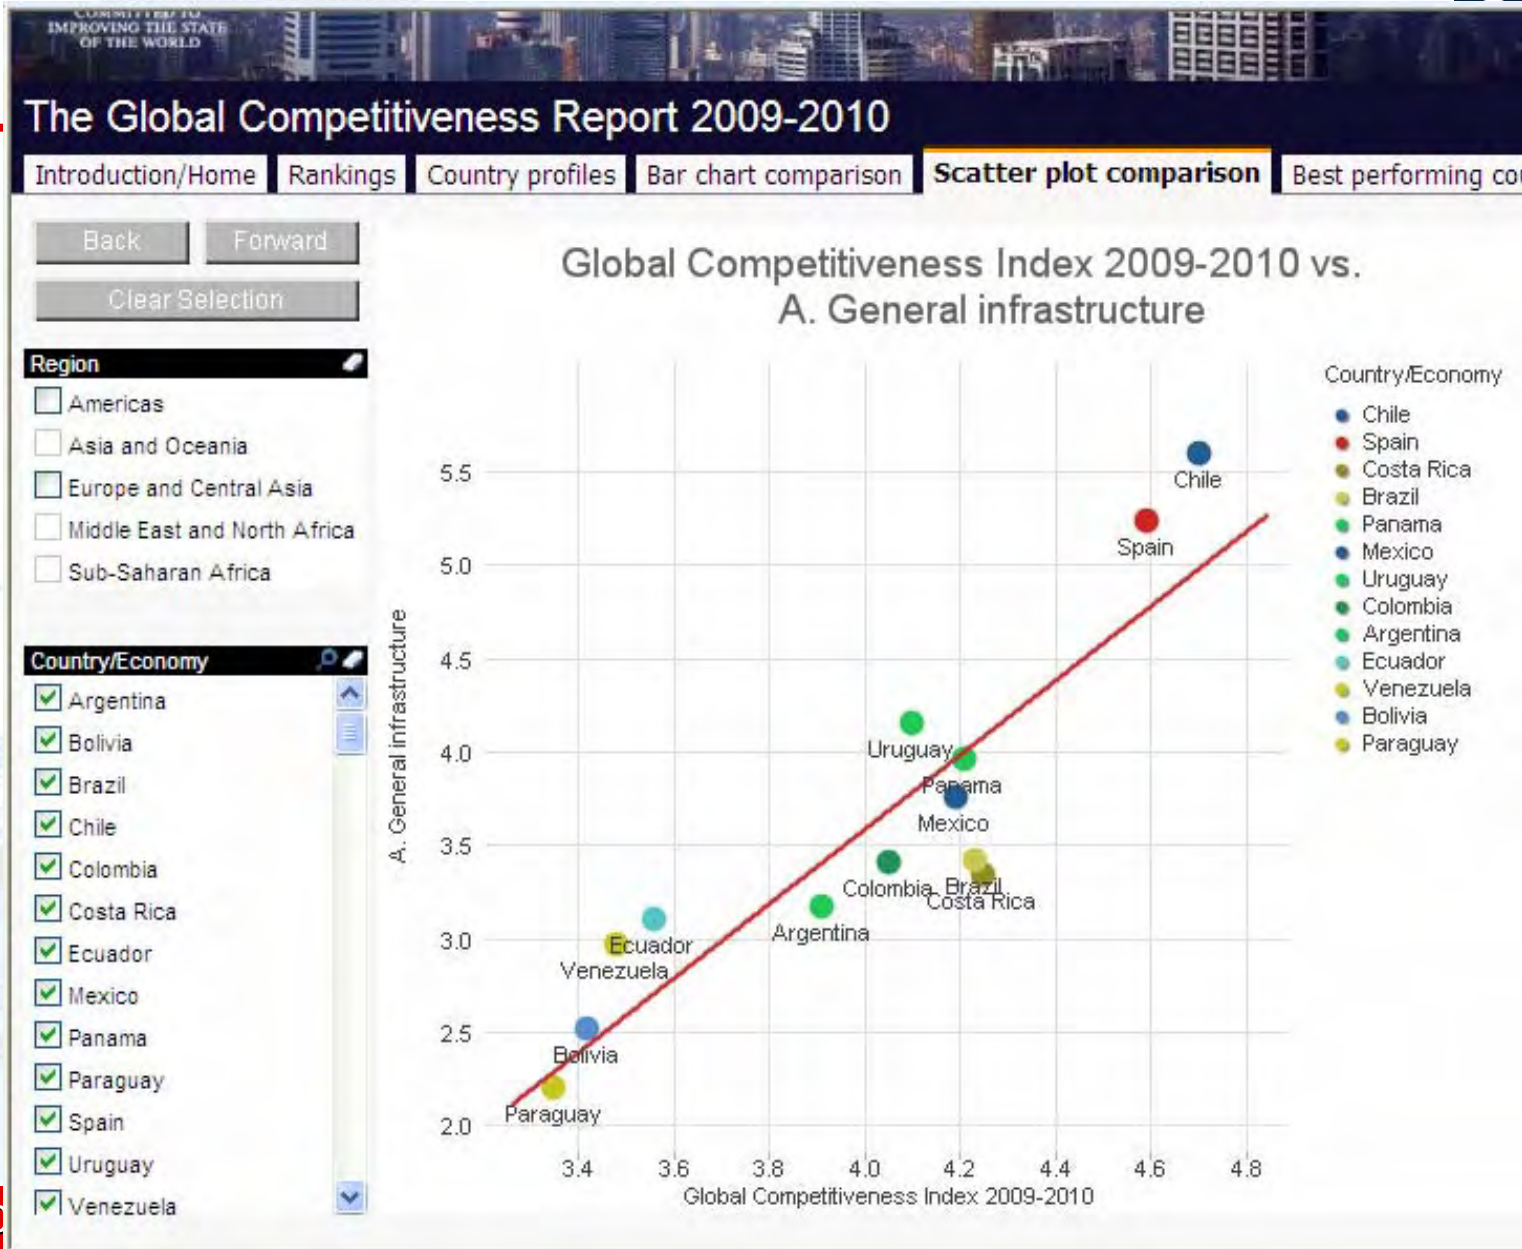 COMMITTED TO
IMPROVING THE STATE
OF THE WORLD
The Global Competitiveness Report 2009-2010
Introduction/Home Rankings Country profiles Bar chart comparison Scatter plot comparison Best performing
Back Forward
Clear Selection
Region
Americas
Asia and Oceania
Europe and Central Asia
Middle East and North Africa
Sub-Saharan Africa
Country/Economy
Argentina
Bolivia
Brazil
Chile
Colombia
Costa Rica
Ecuador
Mexico
Panama
Paraguay
Spain
Uruguay
Venezuela
Global Competitiveness Index 2009-2010 vs.
A. General infrastructure
A. General infrastructure
5.5
5.0
4.5
4.0
3.5
3.0
2.5
2.0
Chile
Spain
Uruguay
Panama
Mexico
Colombia
Brazil
Costa Rica
Argentina
Ecuador
Venezuela
Bolivia
Paraguay
3.4 3.6 3.8 4.0 4.2 4.4 4.6 4.8
Global Competitiveness Index 2009-2010
Country/Economy
Chile
Spain
Costa Rica
Brazil
Panama
Mexico
Uruguay
Colombia
Argentina
Ecuador
Venezuela
Bolivia
Paraguay